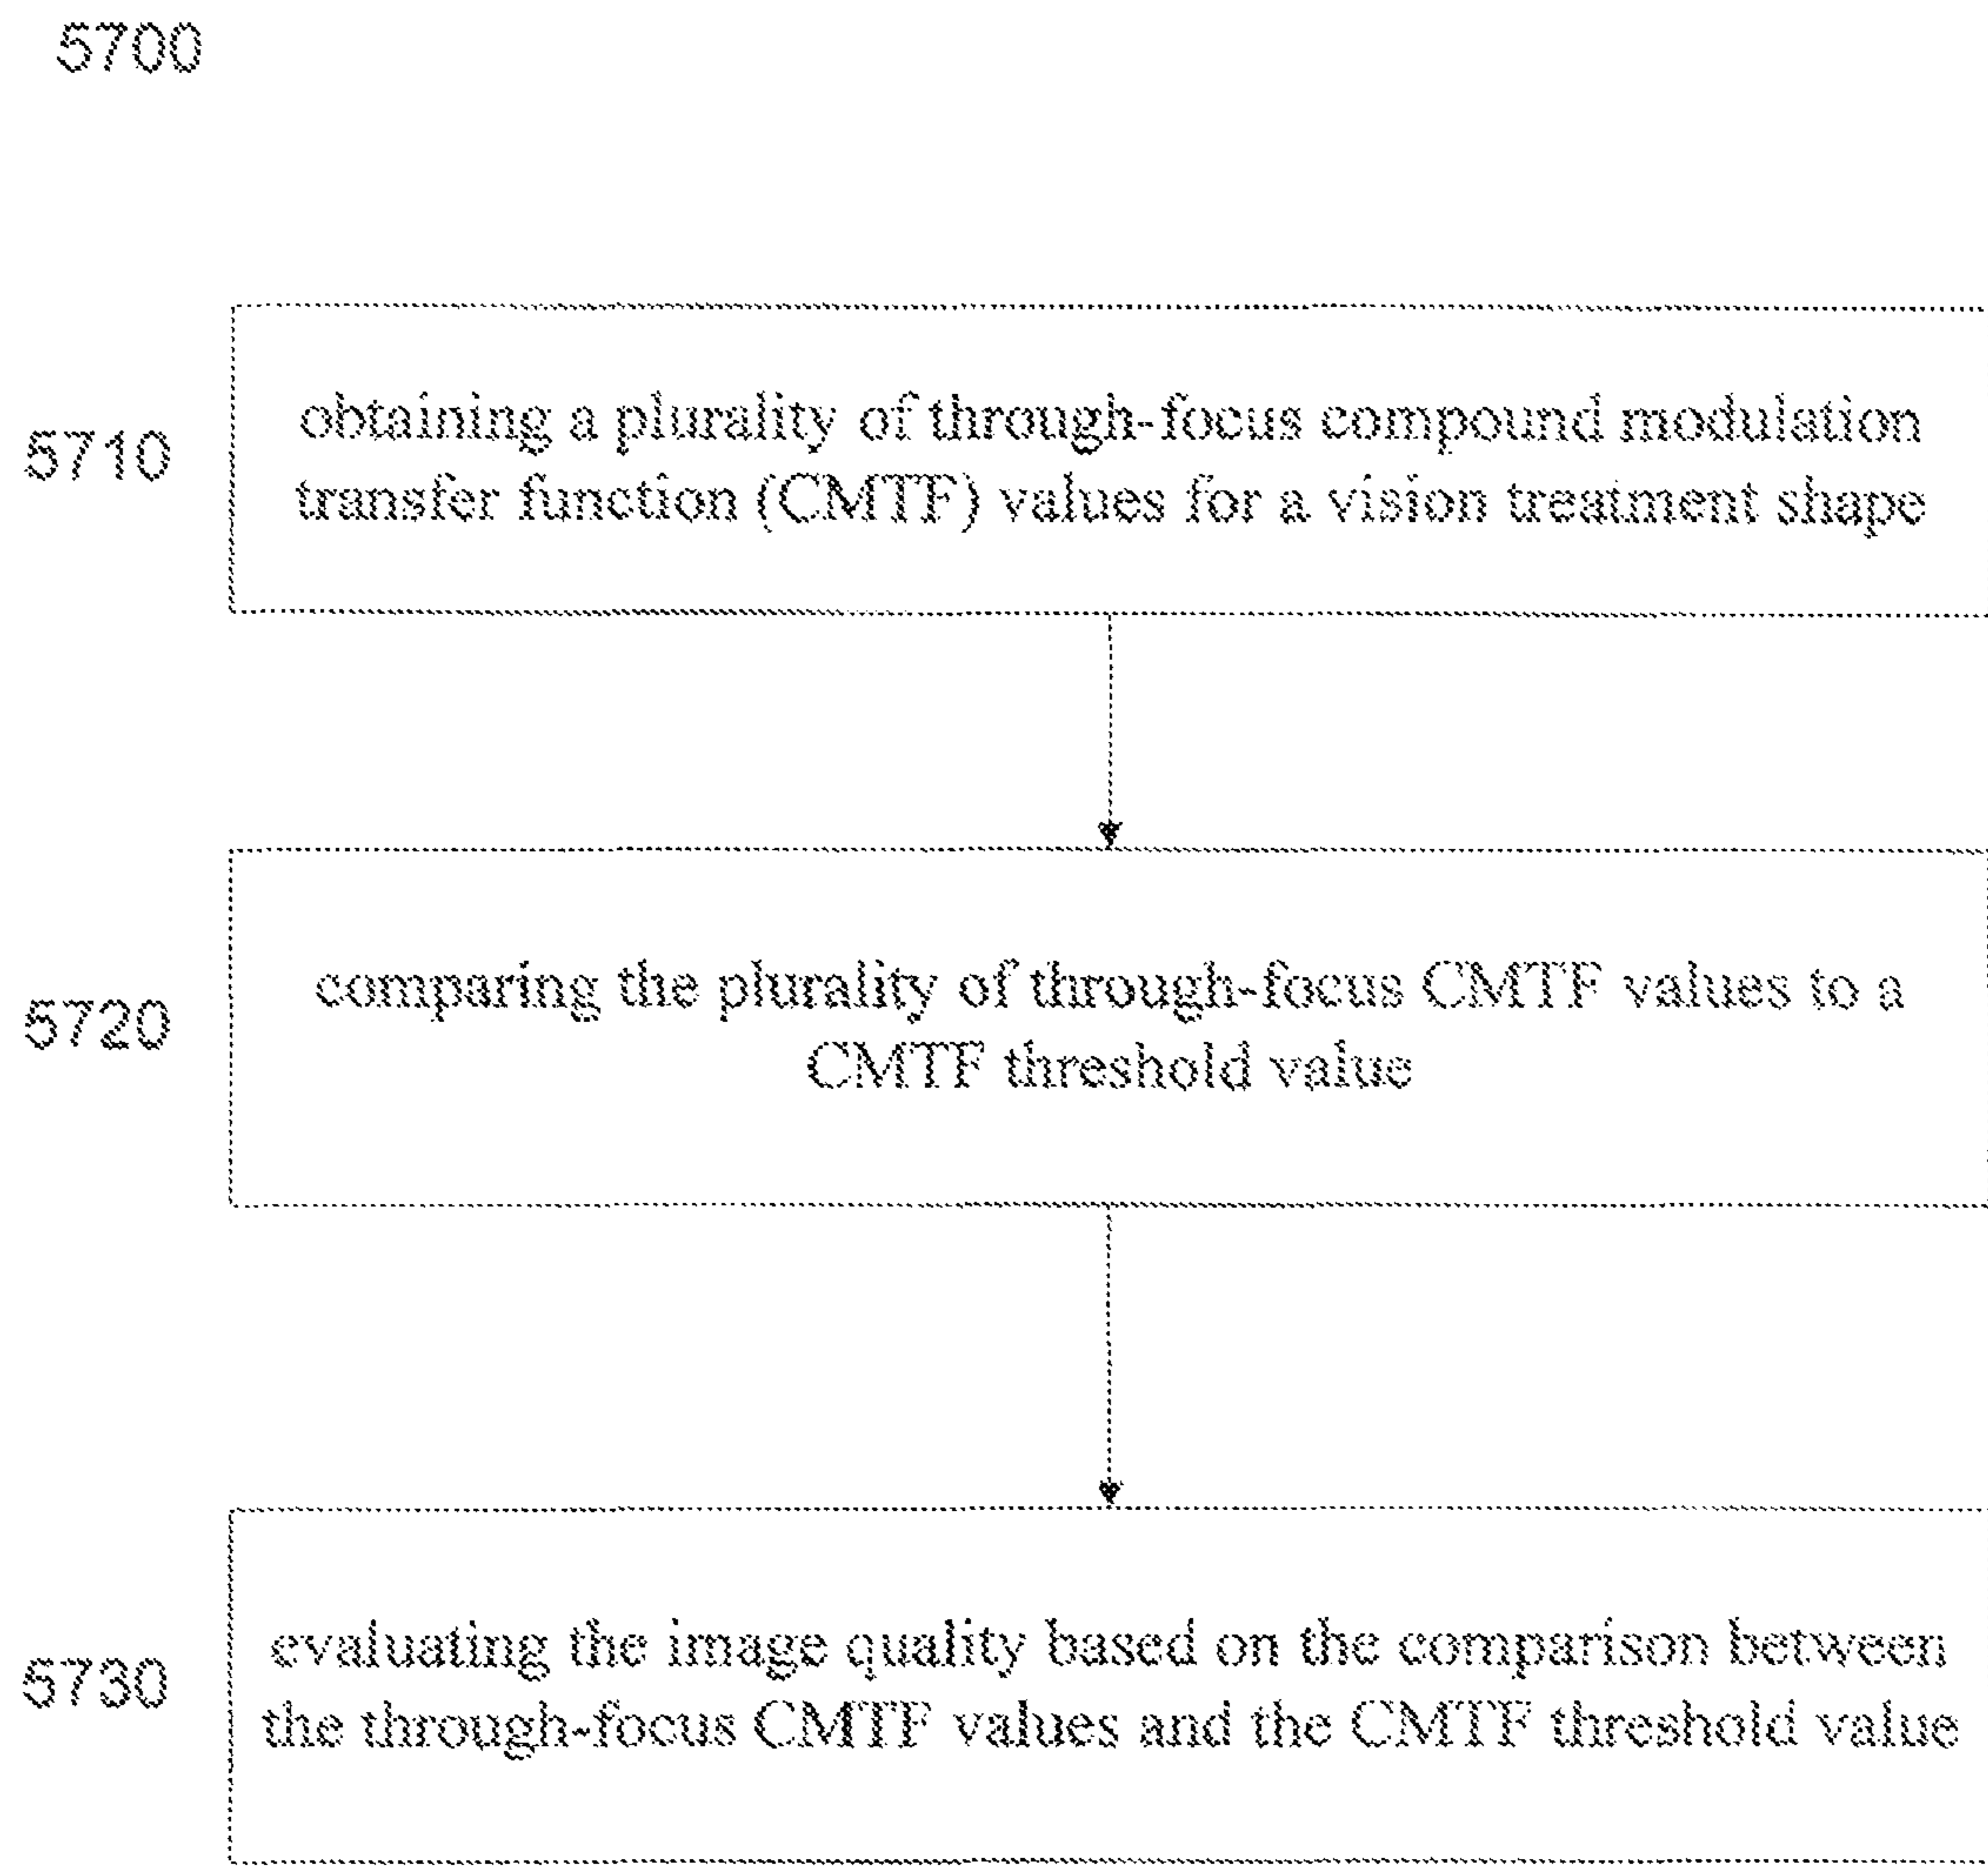 5700
5710
obtaining a plurality of through-focus compound modulation
transfer function (CMTF) values for a vision treatment shape
5720
comparing the plurality of through-focus CMTF values to a
CMTF threshold value
5730
evaluating the image quality based on the comparison between
the through-focus CMTF values and the CMTF threshold value